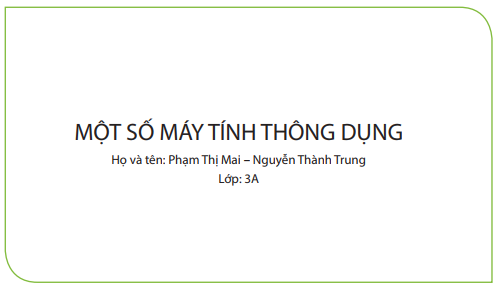 MỘT SỐ MÁY TÍNH THÔNG DỤNG
Họ và tên: Phạm Thị Mai – Nguyễn Thành Trung
Lớp: 3A